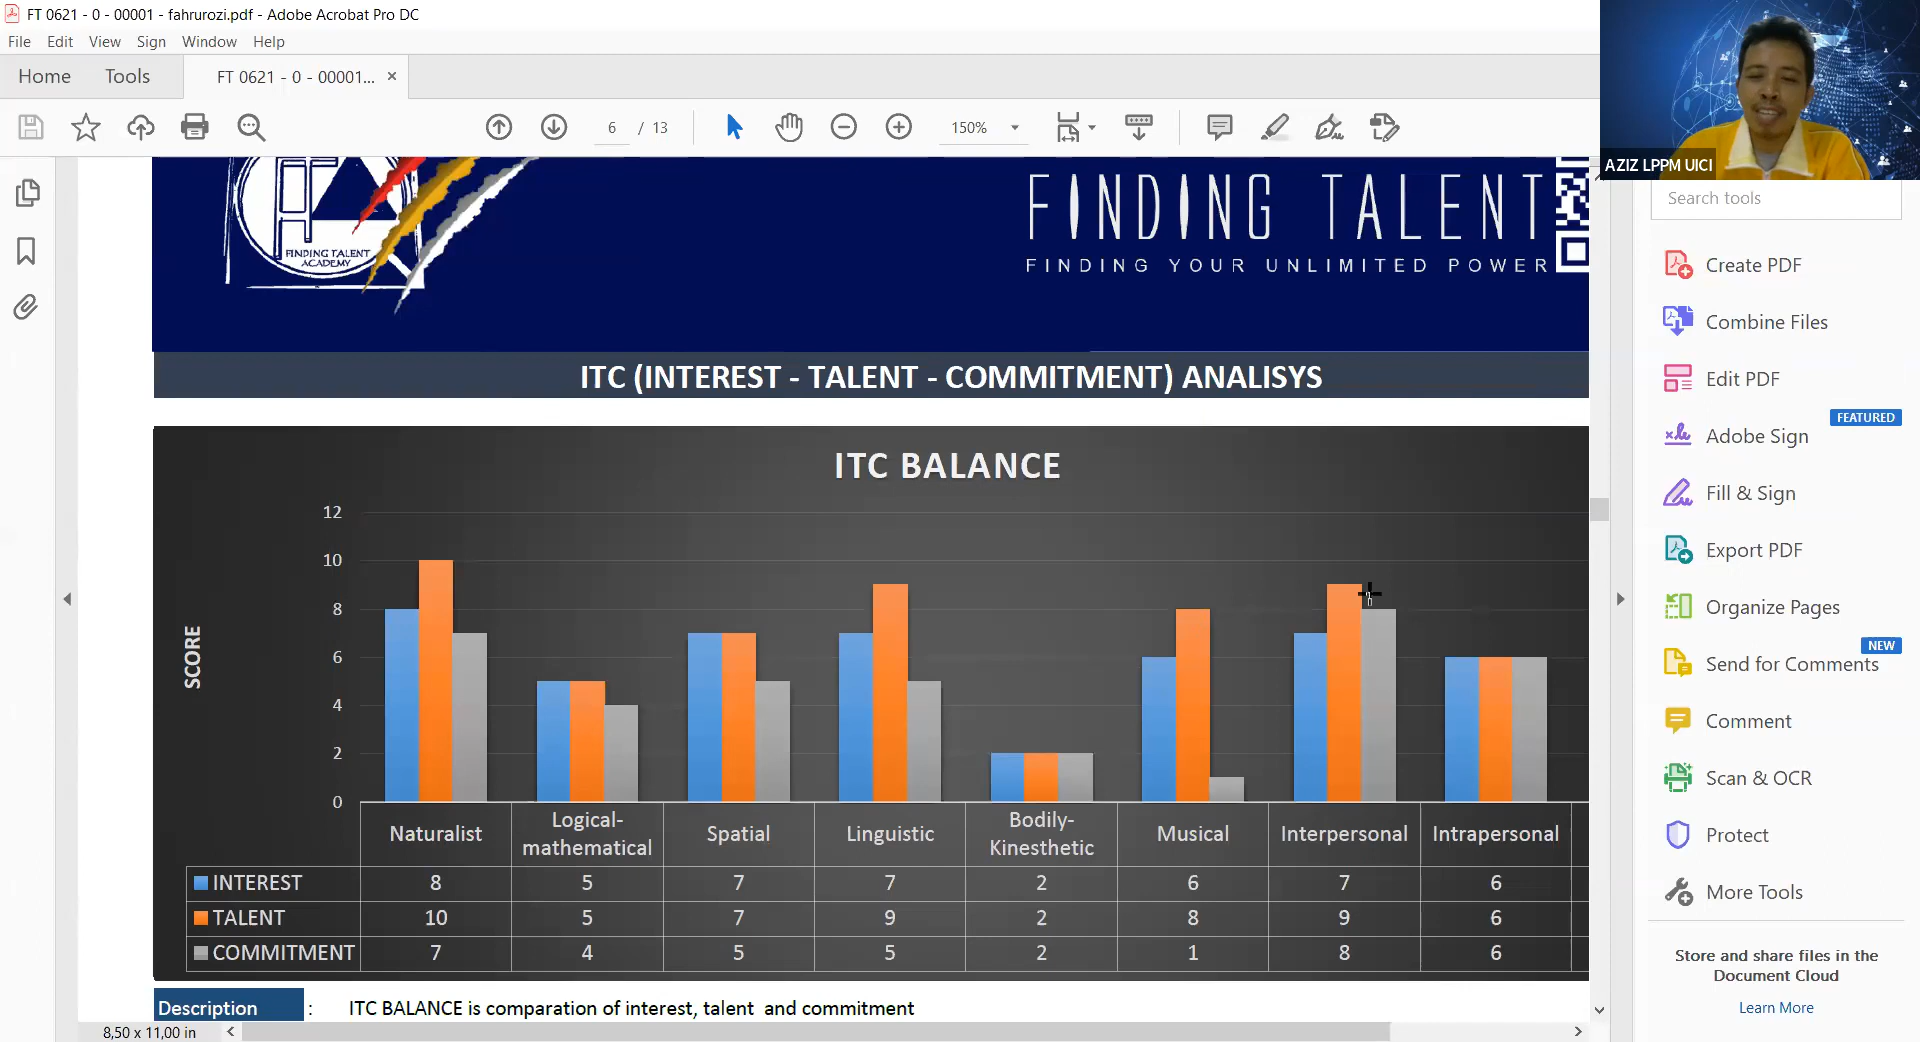 FT 0621 - 0 - 00001 - fahrurozi.pdf - Adobe Acrobat Pro DC
File Edit View Sign Window Help
Home Tools FT 0621 - 0 - 00001... ×
6 / 13 150%
AZIZ LPPM UICI
FINDING TALENT
ACADEMY
FINDING TALENT
FINDING YOUR UNLIMITED POWER
ITC (INTEREST - TALENT - COMMITMENT) ANALISYS
ITC BALANCE
SCORE
12
10
8
6
4
2
0
Naturalist Logical-mathematical Spatial Linguistic Bodily-Kinesthetic Musical Interpersonal Intrapersonal
INTEREST 8 5 7 7 2 6 7 6
TALENT 10 5 7 9 2 8 9 6
COMMITMENT 7 4 5 5 2 1 8 6
Description : ITC BALANCE is comparation of interest, talent and commitment
8,50 x 11,00 in
Search tools
Create PDF
Combine Files
Edit PDF
FEATURED
Adobe Sign
Fill & Sign
Export PDF
Organize Pages
NEW
Send for Comments
Comment
Scan & OCR
Protect
More Tools
Store and share files in the
Document Cloud
Learn More